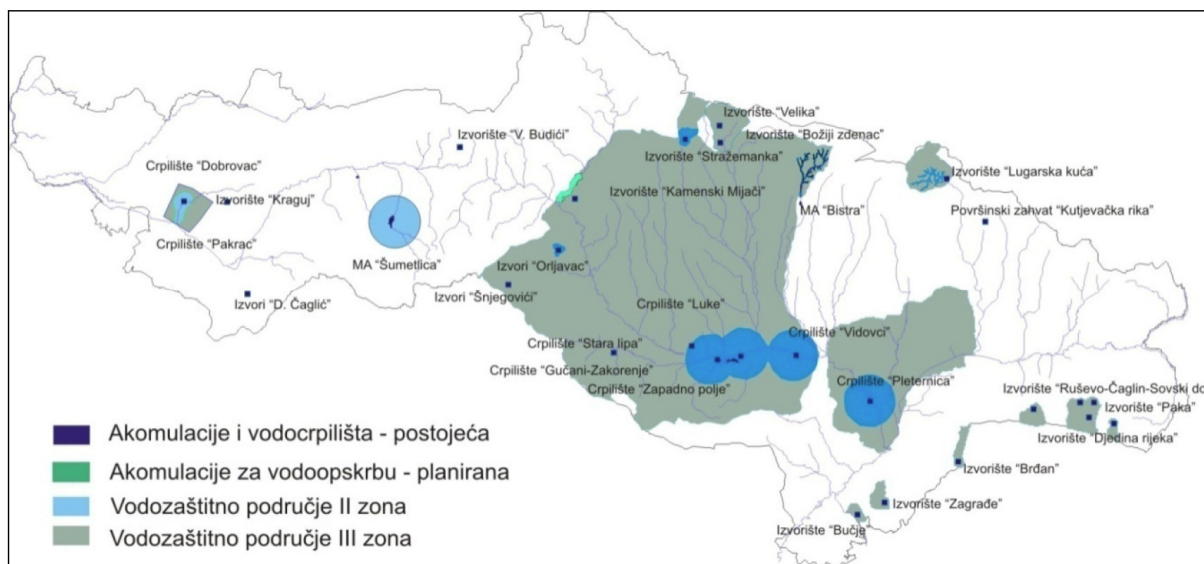 Izvorište “Velika”
Izvorište “V. Budići”
Izvorište “Božiji zdenac”
Izvorište “Stražemanka”
Crpilište “Dobrovac”
Izvorište “Lugarska kuća”
Izvorište “Kraguj”
Izvorište “Kamenski Mijači”
MA “Bistra”
Površinski zahvat “Kutjevačka rika”
Crpilište “Pakrac”
MA “Šumetlica”
Izvori “Orljavac”
Izvori “D. Čaglić”
Izvori “Šnjegovići”
Crpilište “Luke”
Crpilište “Vidovci”
Crpilište “Stara lipa”
Crpilište “Gučani-Zakorenje”
Crpilište “Zapadno polje”
Crpilište “Pleternica”
Izvorište “Ruševo-Čaglin-Sovski do
Izvorište “Paka”
Izvorište “Djedina rijeka”
Izvorište “Brđan”
Izvorište “Zagrađe”
Izvorište “Bučje”
Akomulacije i vodocrpilišta - postojeća
Akomulacije za vodoopskrbu - planirana
Vodozaštitno područje II zona
Vodozaštitno područje III zona